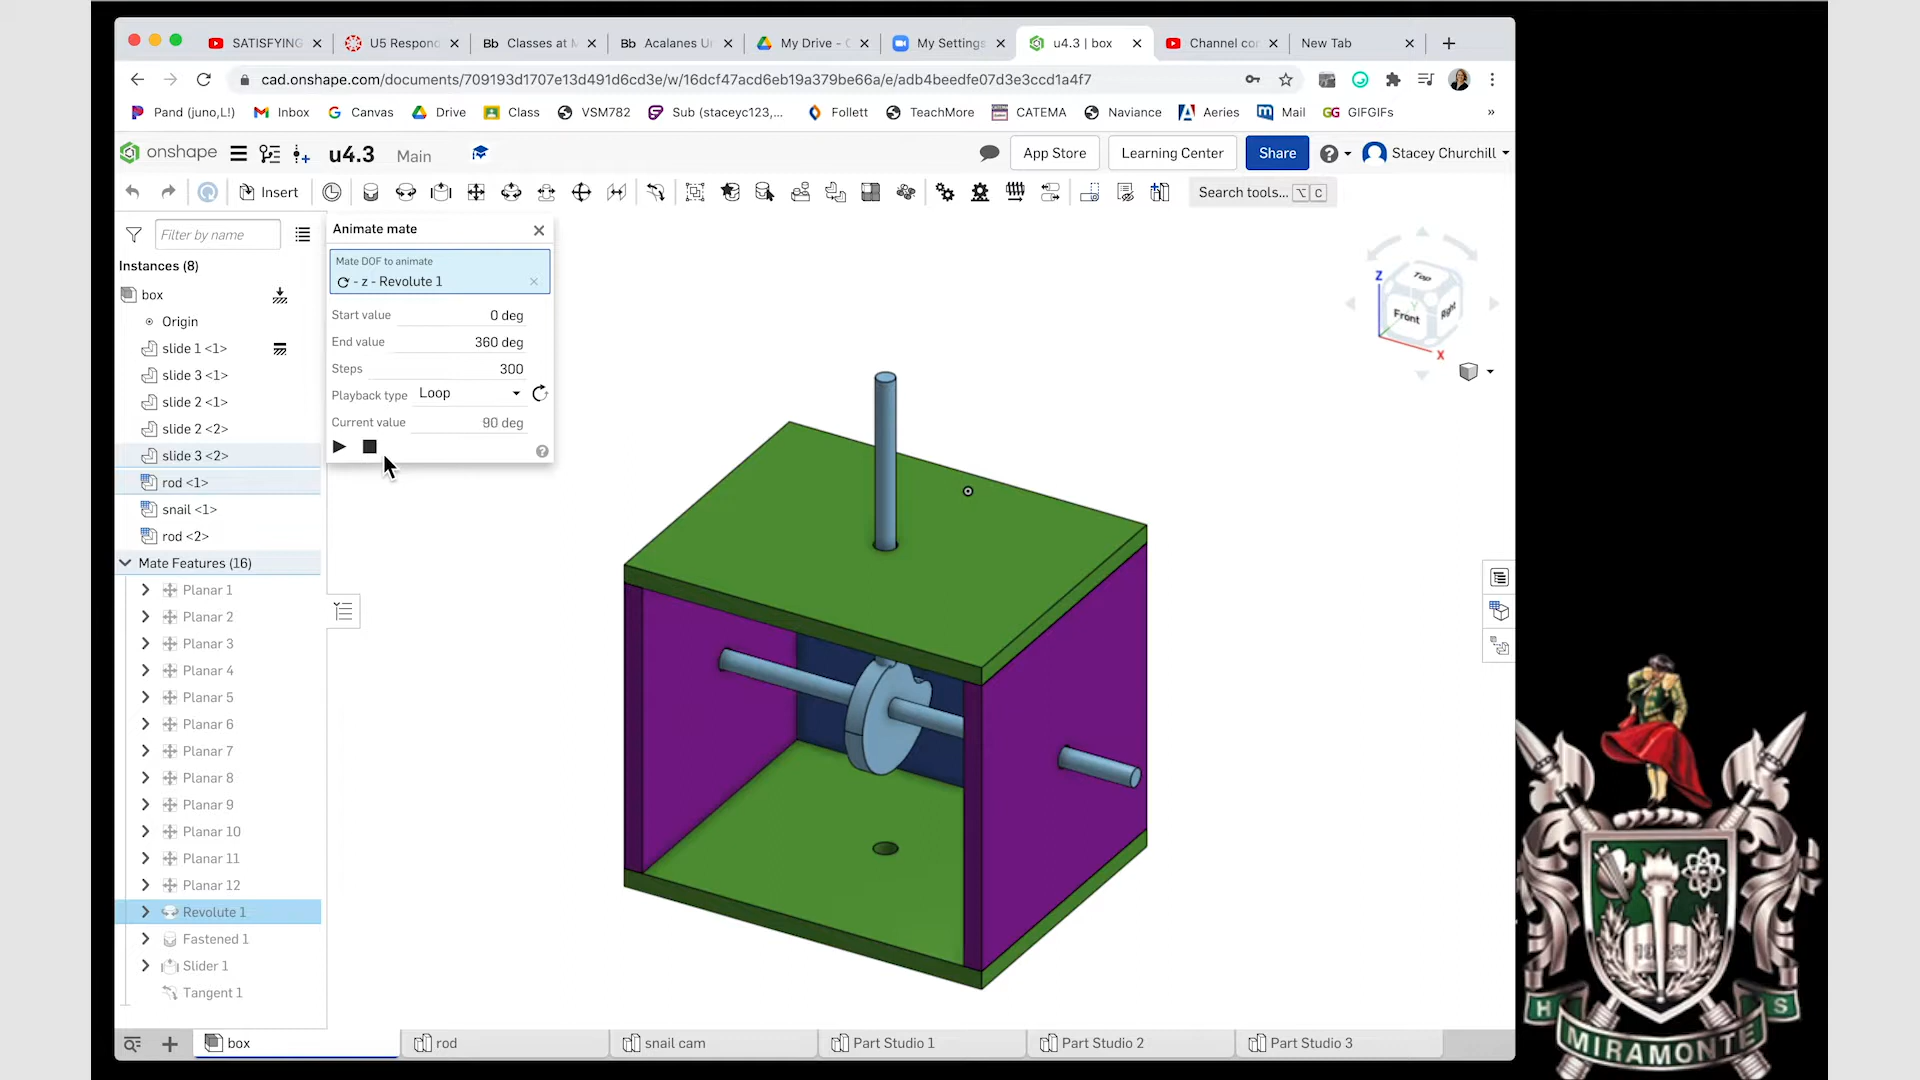 SATISFYING
U5 Respond
Bb Classes at M
Bb Acalanes Un
My Drive - G
My Settings
u4.3 | box
Channel con
New Tab
cad.onshape.com/documents/709193d1707e13d491d6cd3e/w/16dcf47acd6eb19a379be66a/e/adb4beedfe07d3e3ccd1a4f7
Pand (juno,L!)
Inbox
Canvas
Drive
Class
VSM782
Sub (staceyc123,...
Follett
TeachMore
CATEMA
Naviance
Aeries
Mail
GG GIFGIFs
»
onshape
u4.3 Main
App Store
Learning Center
Share
Stacey Churchill
Insert
Search tools... ⌥ C
Filter by name
Instances (8)
box
Origin
slide 1 <1>
slide 3 <1>
slide 2 <1>
slide 2 <2>
slide 3 <2>
rod <1>
snail <1>
rod <2>
Mate Features (16)
Planar 1
Planar 2
Planar 3
Planar 4
Planar 5
Planar 6
Planar 7
Planar 8
Planar 9
Planar 10
Planar 11
Planar 12
Revolute 1
Fastened 1
Slider 1
Tangent 1
Animate mate
Mate DOF to animate
- z - Revolute 1
Start value 0 deg
End value 360 deg
Steps 300
Playback type Loop
Current value 90 deg
Top
Front
Right
Z
Y
X
box
rod
snail cam
Part Studio 1
Part Studio 2
Part Studio 3
H S
MIRAMONTE